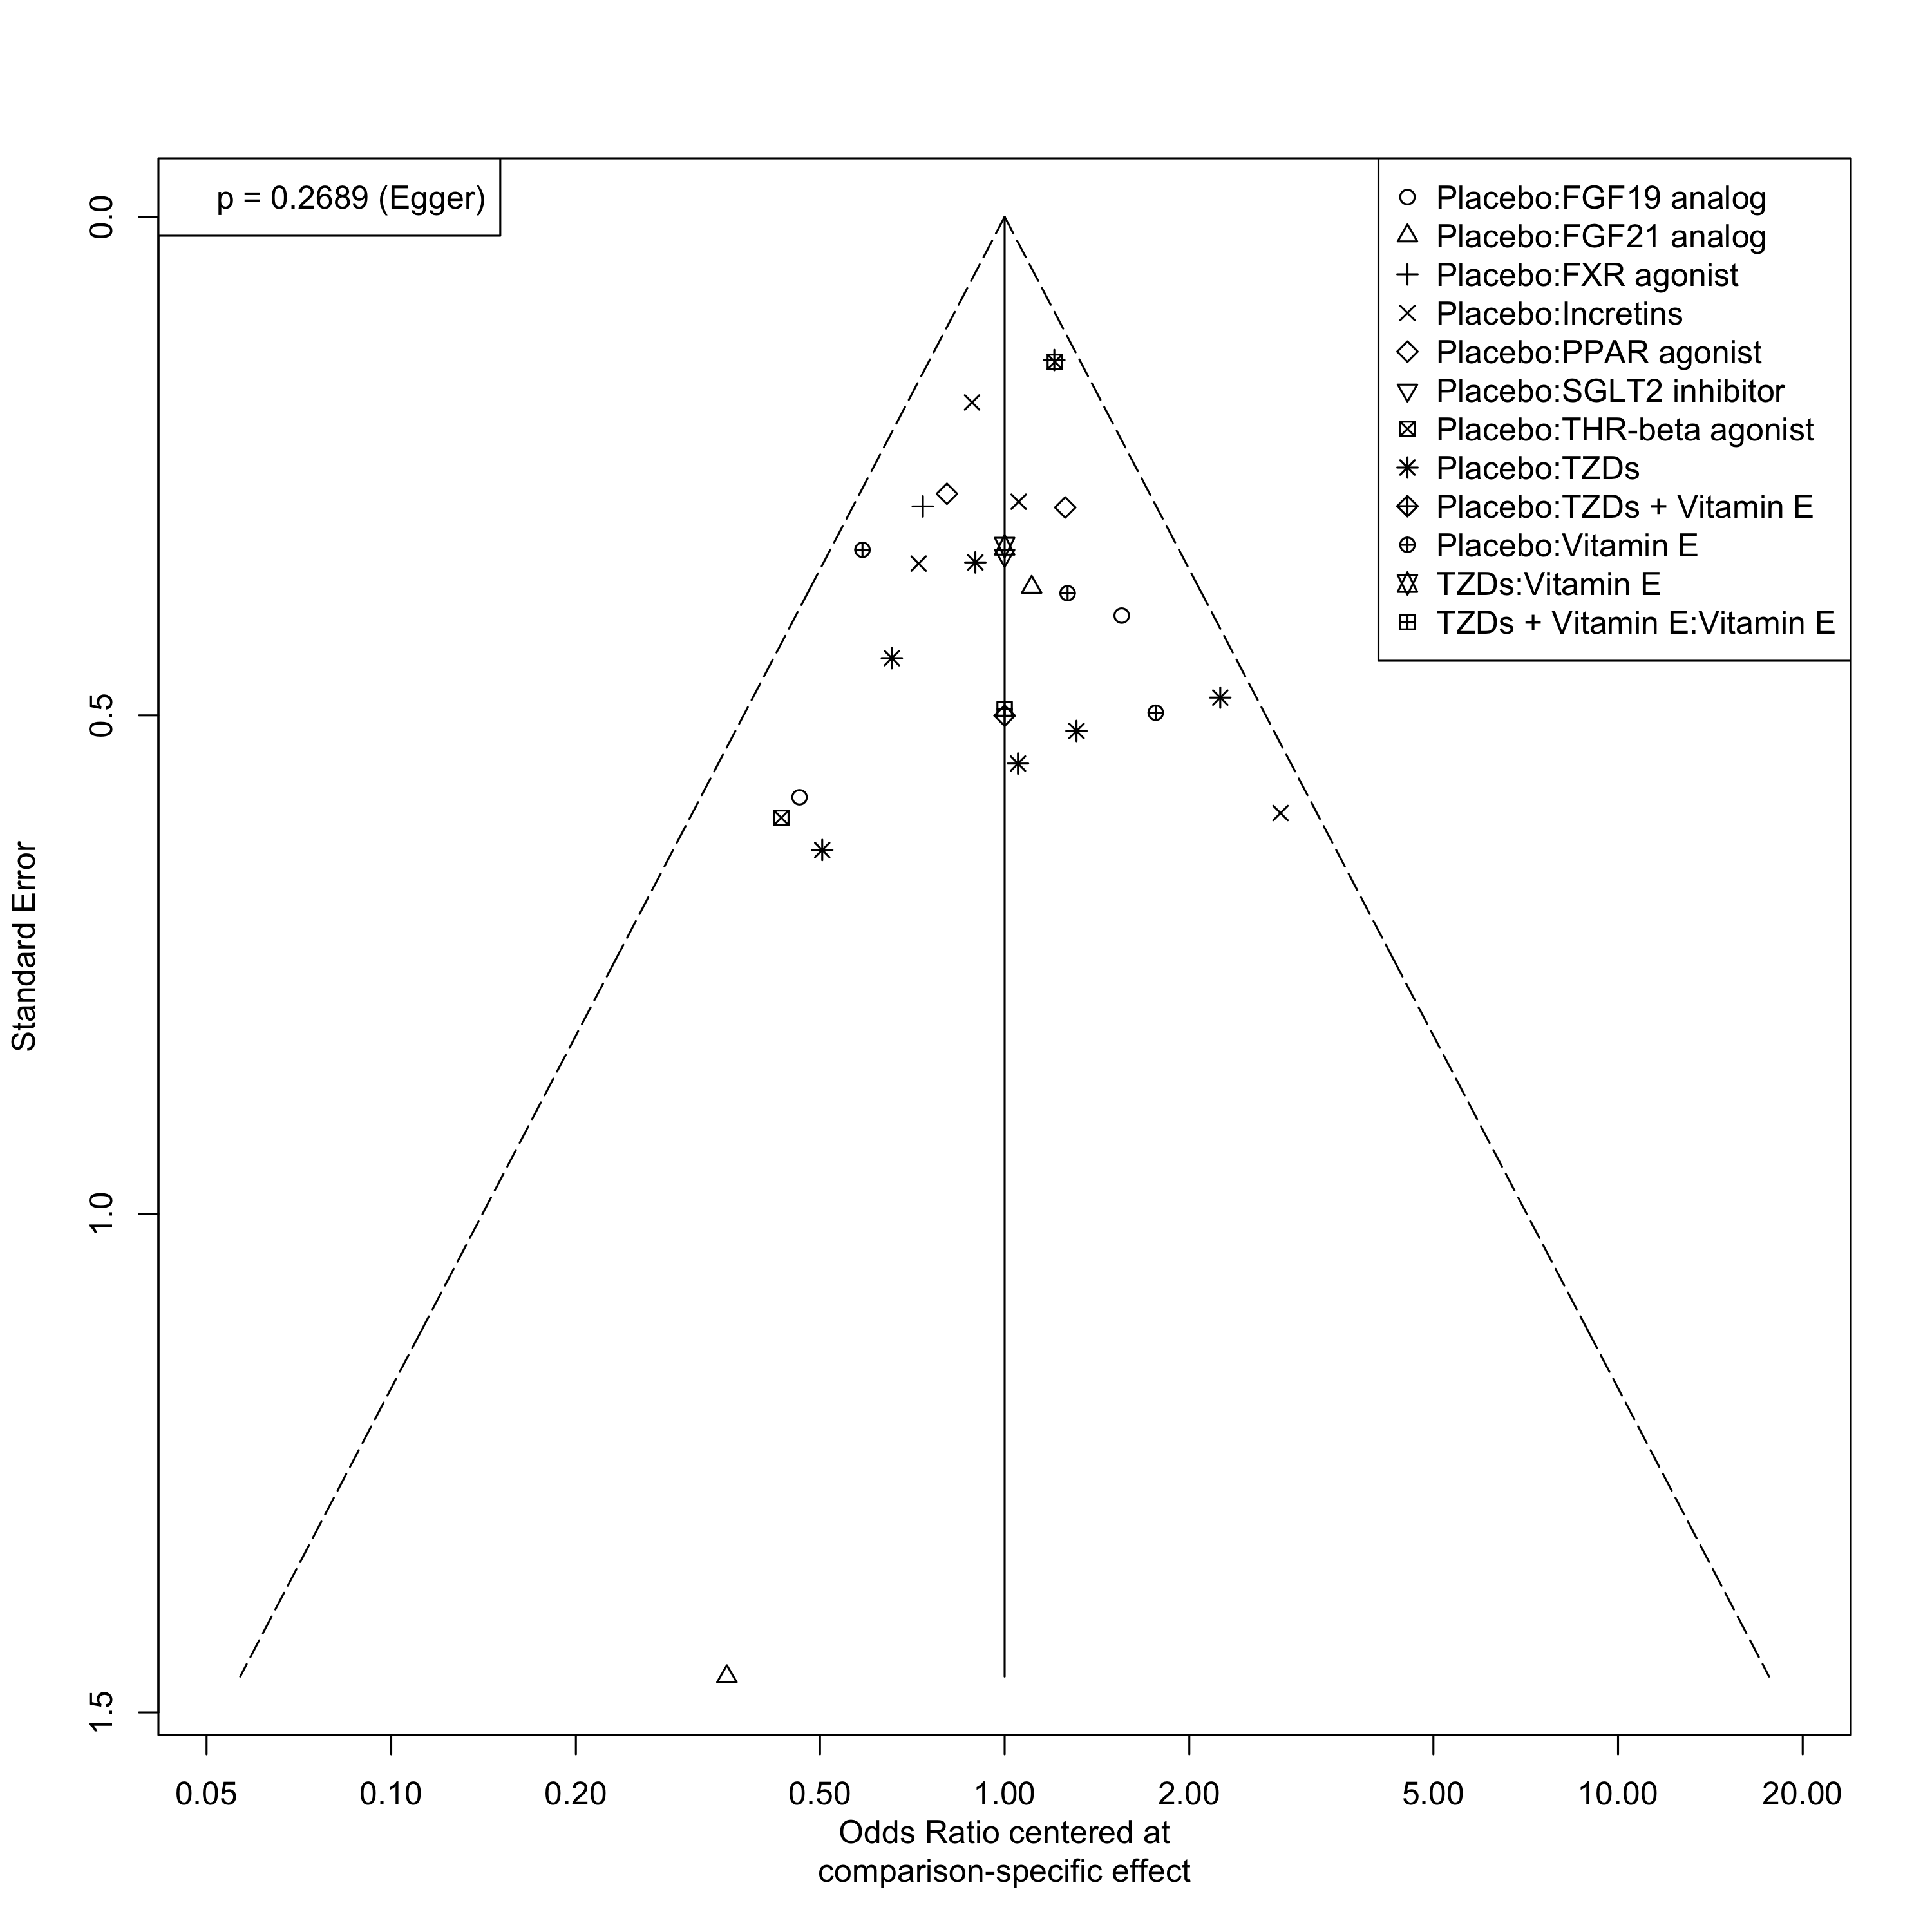 p = 0.2689 (Egger)
Placebo:FGF19 analog
Placebo:FGF21 analog
Placebo:FXR agonist
Placebo:Incretins
Placebo:PPAR agonist
Placebo:SGLT2 inhibitor
Placebo:THR-beta agonist
Placebo:TZDs
Placebo:TZDs + Vitamin E
Placebo:Vitamin E
TZDs:Vitamin E
TZDs + Vitamin E:Vitamin E
0.0
0.5
1.0
1.5
Standard Error
0.05 0.10 0.20 0.50 1.00 2.00 5.00 10.00 20.00
Odds Ratio centered at
comparison-specific effect